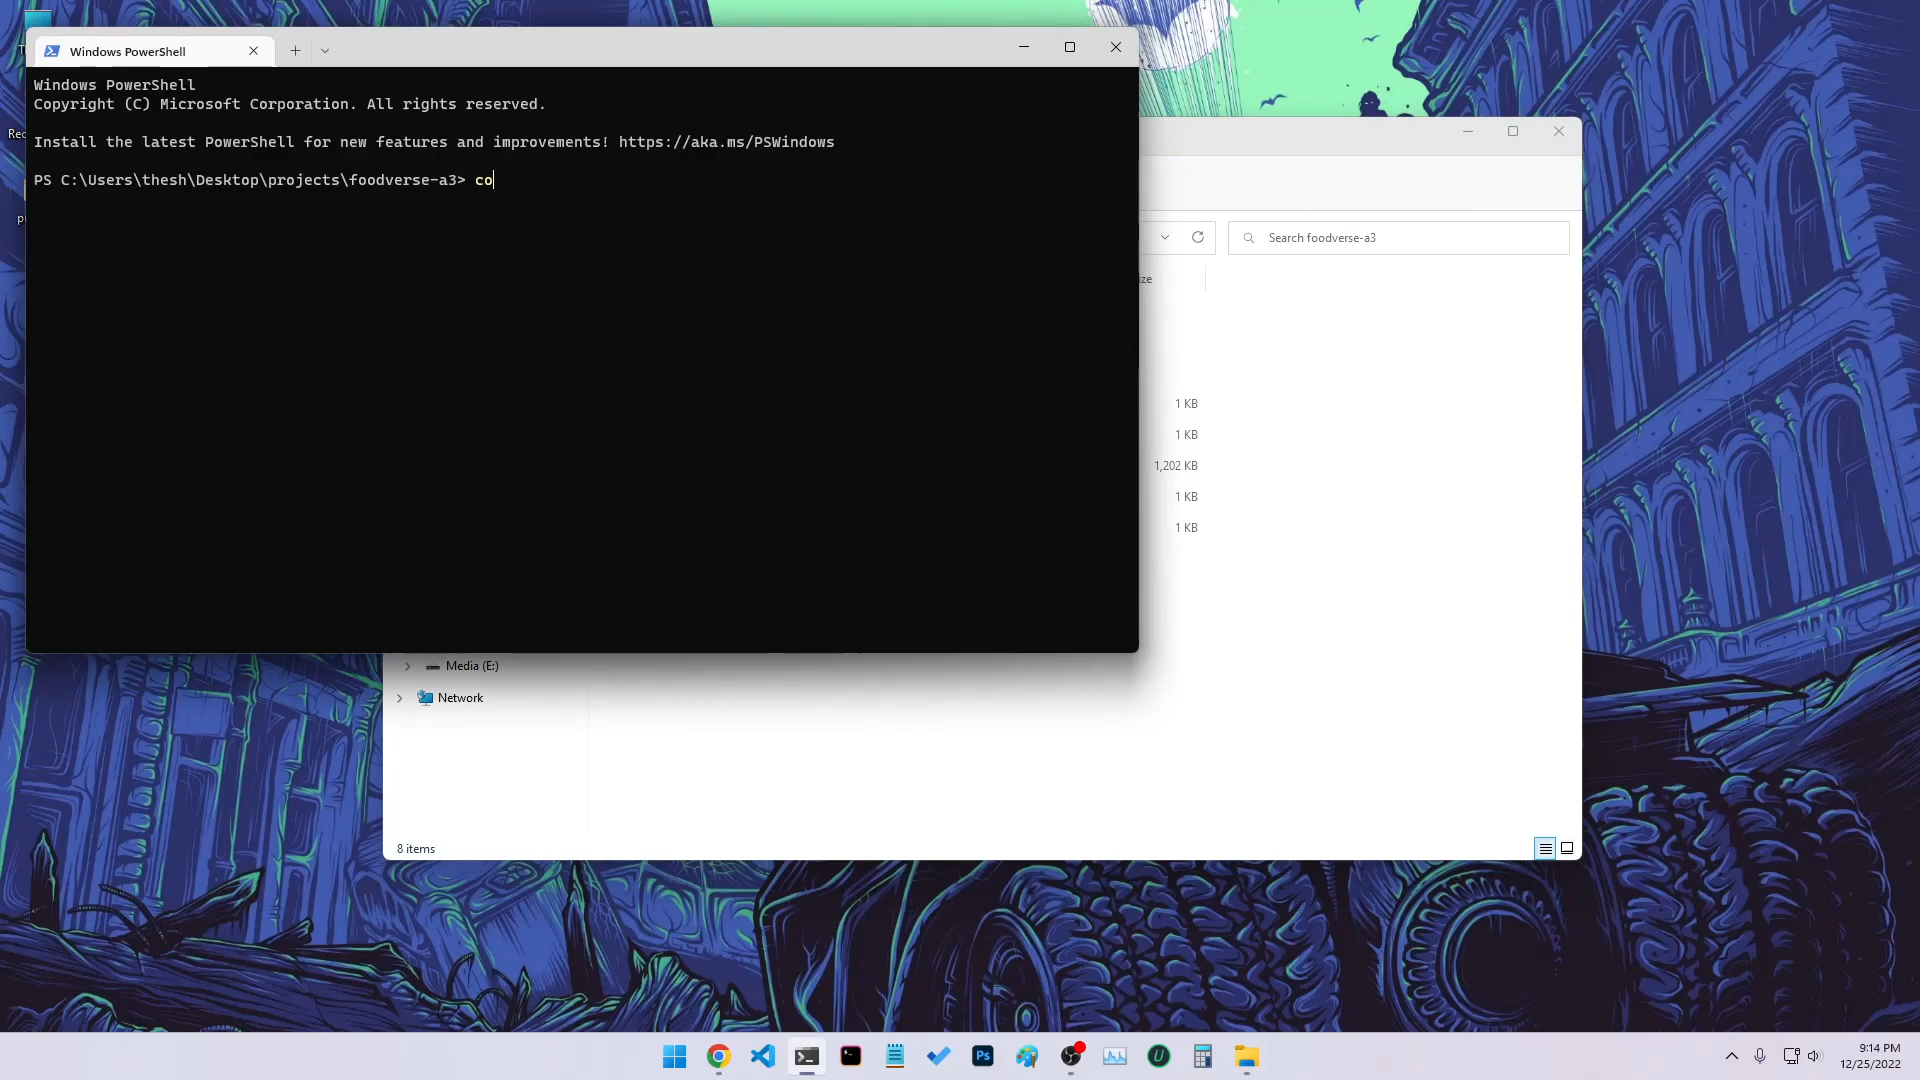 Windows PowerShell
Windows PowerShell
Copyright (C) Microsoft Corporation. All rights reserved.
Install the latest PowerShell for new features and improvements! https://aka.ms/PSWindows
PS C:\Users\thesh\Desktop\projects\foodverse-a3> co
Search foodverse-a3
1 KB
1 KB
1,202 KB
1 KB
1 KB
Media (E:)
Network
8 items
Ps
9:14 PM
12/25/2022